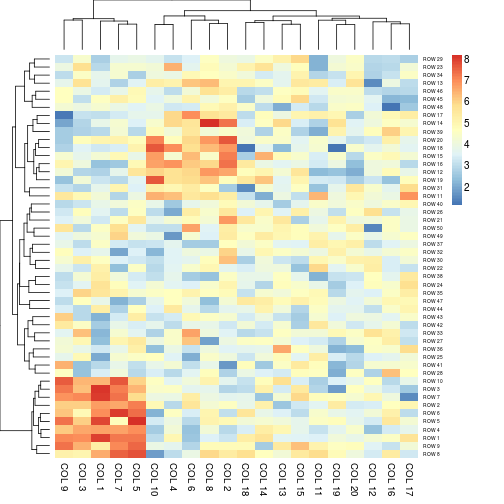 8
7
6
5
4
3
2
ROW 29
ROW 23
ROW 34
ROW 13
ROW 46
ROW 45
ROW 48
ROW 17
ROW 14
ROW 39
ROW 20
ROW 18
ROW 15
ROW 16
ROW 12
ROW 19
ROW 31
ROW 11
ROW 40
ROW 26
ROW 21
ROW 50
ROW 49
ROW 37
ROW 32
ROW 30
ROW 22
ROW 38
ROW 24
ROW 35
ROW 47
ROW 44
ROW 43
ROW 42
ROW 33
ROW 27
ROW 36
ROW 25
ROW 41
ROW 28
ROW 10
ROW 3
ROW 7
ROW 2
ROW 6
ROW 5
ROW 4
ROW 1
ROW 9
ROW 8
COL 9
COL 3
COL 1
COL 7
COL 5
COL 10
COL 4
COL 6
COL 8
COL 2
COL 18
COL 14
COL 13
COL 15
COL 11
COL 19
COL 20
COL 12
COL 16
COL 17